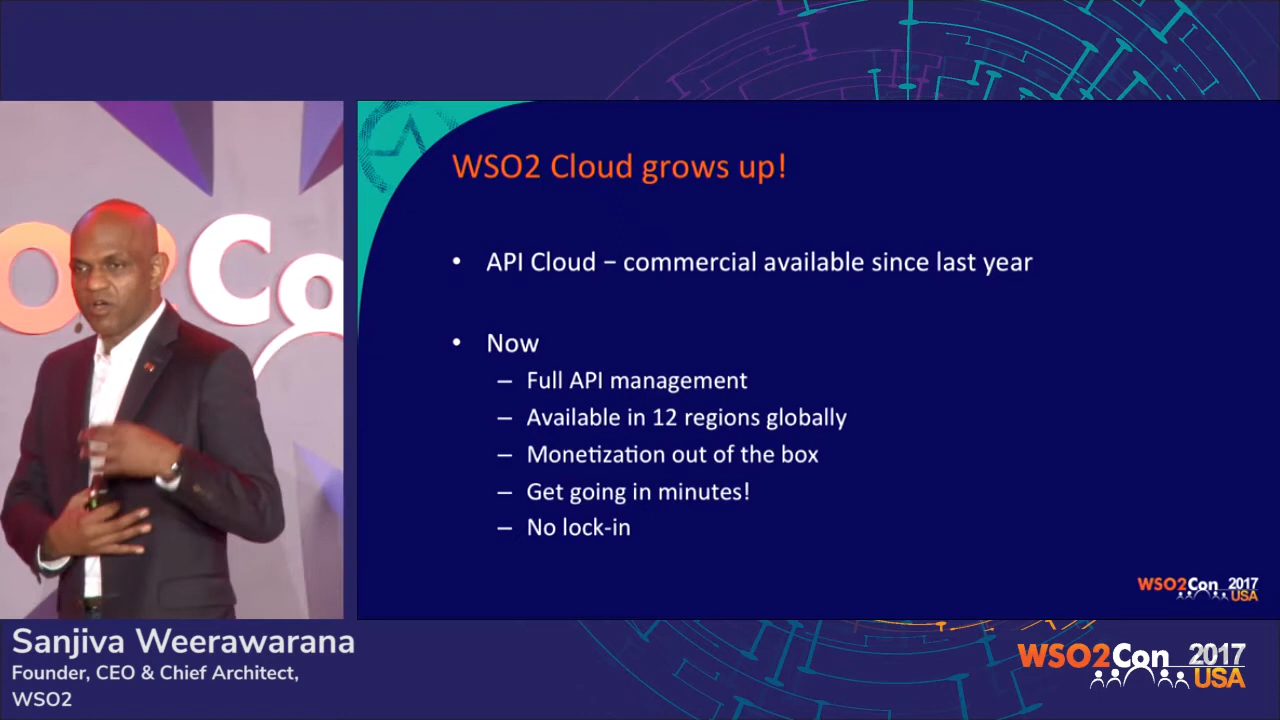 O2Co
WSO2 Cloud grows up!
• API Cloud – commercial available since last year
• Now
– Full API management
– Available in 12 regions globally
– Monetization out of the box
– Get going in minutes!
– No lock-in
WSO2Con 2017
USA
Sanjiva Weerawarana
Founder, CEO & Chief Architect,
WSO2
WSO2Con 2017
USA